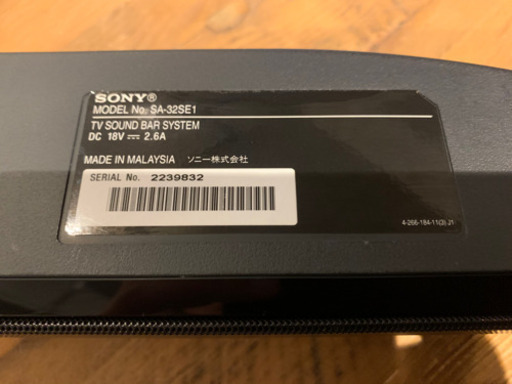 SONY®
MODEL No. SA-32SE1
TV SOUND BAR SYSTEM
DC 18V ⎓ 2.6A
MADE IN MALAYSIA ソニー株式会社
SERIAL No. 2239832
4-266-184-11(3) J1